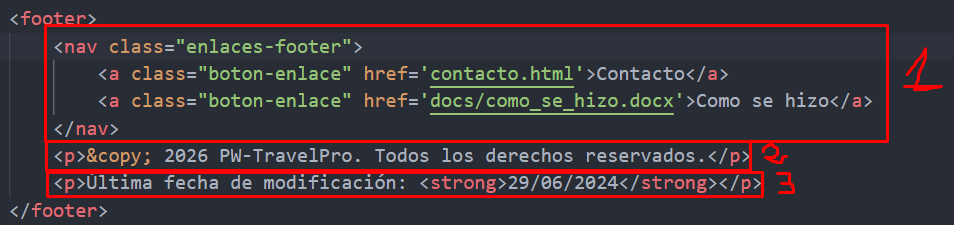 <footer>
<nav class="enlaces-footer">
<a class="boton-enlace" href='contacto.html'>Contacto</a>
<a class="boton-enlace" href='docs/como_se_hizo.docx'>Como se hizo</a>
</nav>
1
<p>&copy; 2026 PW-TravelPro. Todos los derechos reservados.</p>
2
<p>Última fecha de modificación: <strong>29/06/2024</strong></p>
3
</footer>